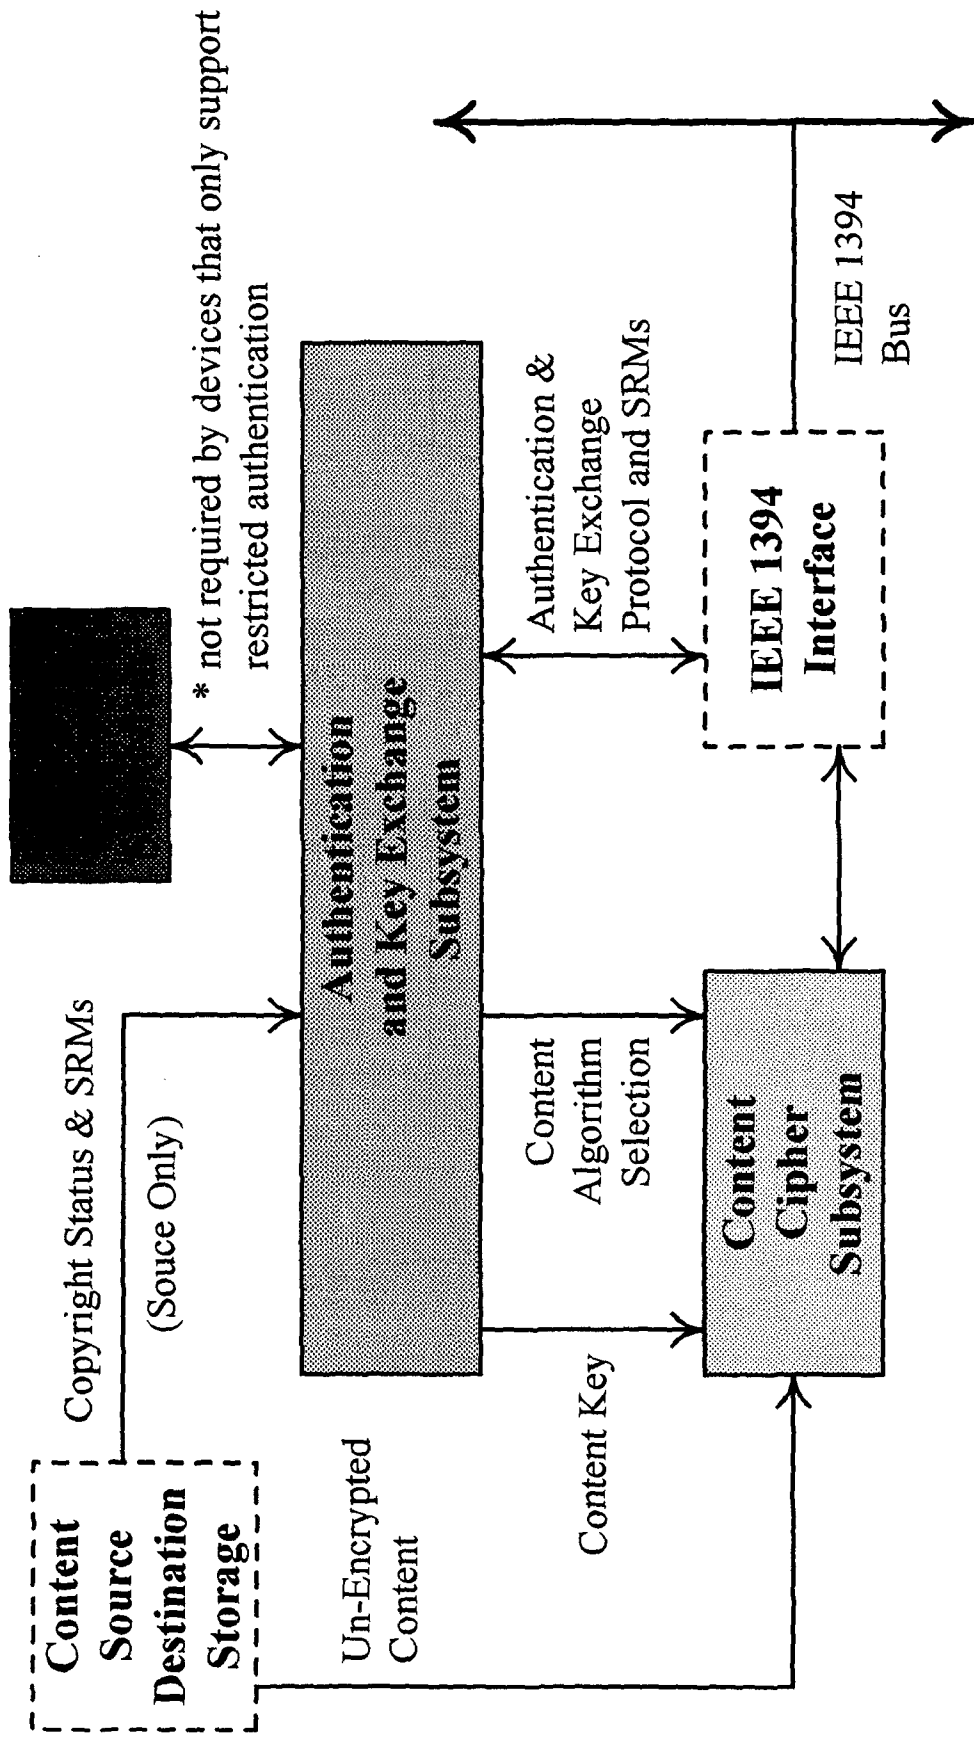 Content
Source
Destination
Storage
Copyright Status & SRMs
(Souce Only)
* not required by devices that only support
restricted authentication
Un-Encrypted
Content
Authentication
and Key Exchange
Subsystem
Content Key
Content
Algorithm
Selection
Authentication &
Key Exchange
Protocol and SRMs
Content
Cipher
Subsystem
IEEE 1394
Interface
IEEE 1394
Bus